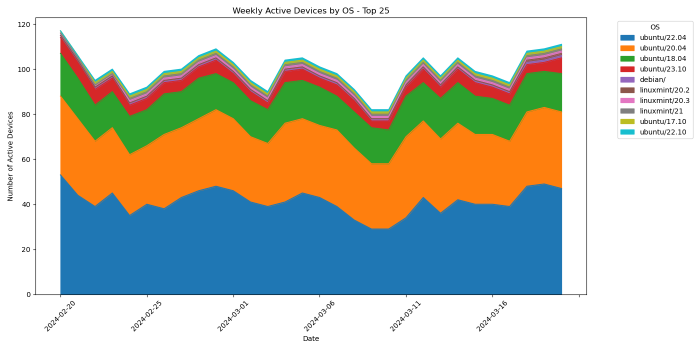 Weekly Active Devices by OS - Top 25
Number of Active Devices
120
100
80
60
40
20
0
2024-02-20
2024-02-25
2024-03-01
2024-03-06
2024-03-11
2024-03-16
Date
OS
ubuntu/22.04
ubuntu/20.04
ubuntu/18.04
ubuntu/23.10
debian/
linuxmint/20.2
linuxmint/20.3
linuxmint/21
ubuntu/17.10
ubuntu/22.10